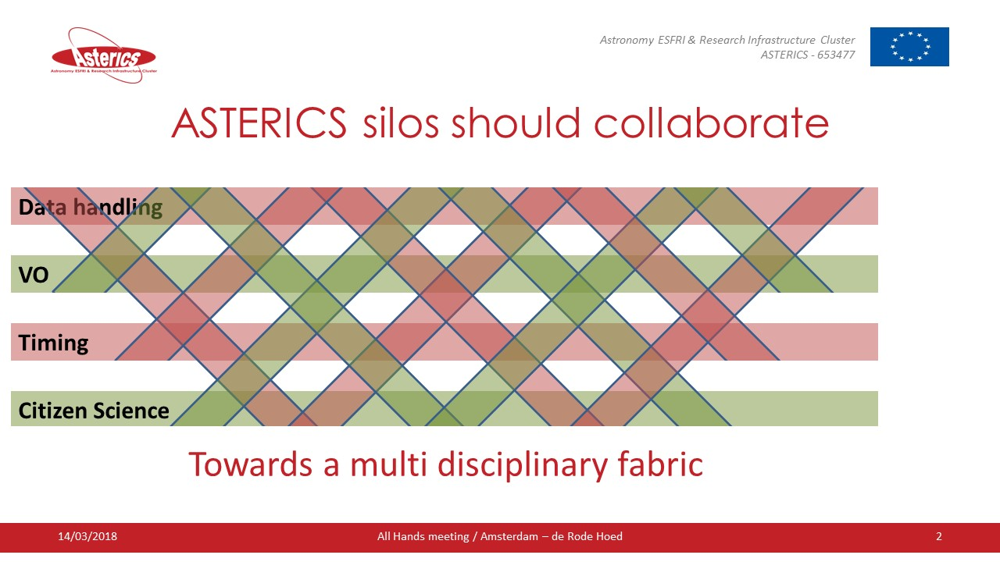 Asterics
Astronomy ESFRI & Research Infrastructure Cluster
Astronomy ESFRI & Research Infrastructure Cluster
ASTERICS - 653477
ASTERICS silos should collaborate
Data handling
VO
Timing
Citizen Science
Towards a multi disciplinary fabric
14/03/2018
All Hands meeting / Amsterdam – de Rode Hoed
2